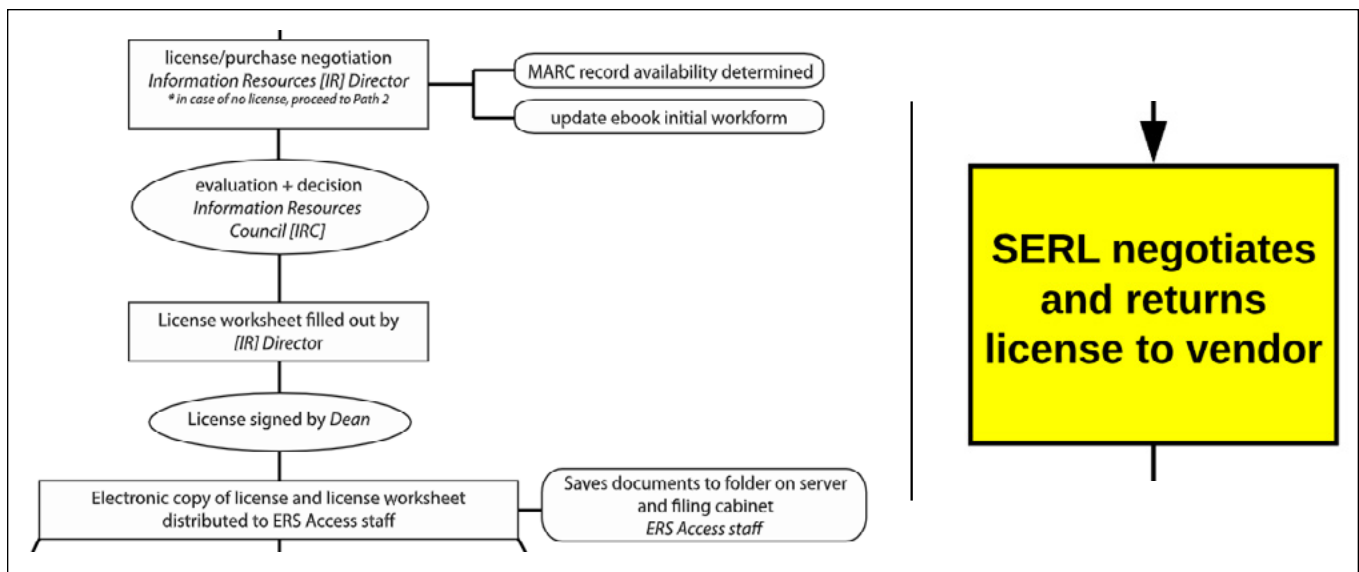 license/purchase negotiation
Information Resources [IR] Director
* in case of no license, proceed to Path 2
MARC record availability determined
update ebook initial workform
evaluation + decision
Information Resources
Council [IRC]
License worksheet filled out by
[IR] Director
License signed by Dean
Electronic copy of license and license worksheet
distributed to ERS Access staff
Saves documents to folder on server
and filing cabinet
ERS Access staff
SERL negotiates
and returns
license to vendor